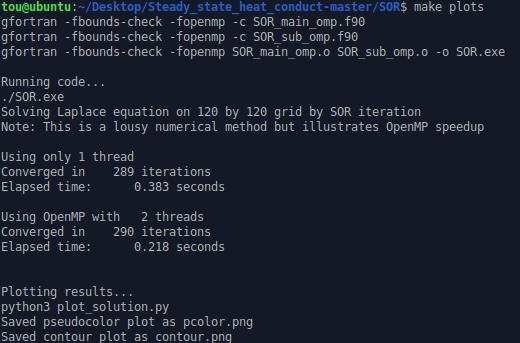 tou@ubuntu:~/Desktop/Steady_state_heat_conduct-master/SOR$ make plots
gfortran -fbounds-check -fopenmp -c SOR_main_omp.f90
gfortran -fbounds-check -fopenmp -c SOR_sub_omp.f90
gfortran -fbounds-check -fopenmp SOR_main_omp.o SOR_sub_omp.o -o SOR.exe
Running code...
./SOR.exe
Solving Laplace equation on 120 by 120 grid by SOR iteration
Note: This is a lousy numerical method but illustrates OpenMP speedup
Using only 1 thread
Converged in    289 iterations
Elapsed time:      0.383 seconds
Using OpenMP with   2 threads
Converged in    290 iterations
Elapsed time:      0.218 seconds
Plotting results...
python3 plot_solution.py
Saved pseudocolor plot as pcolor.png
Saved contour plot as contour.png